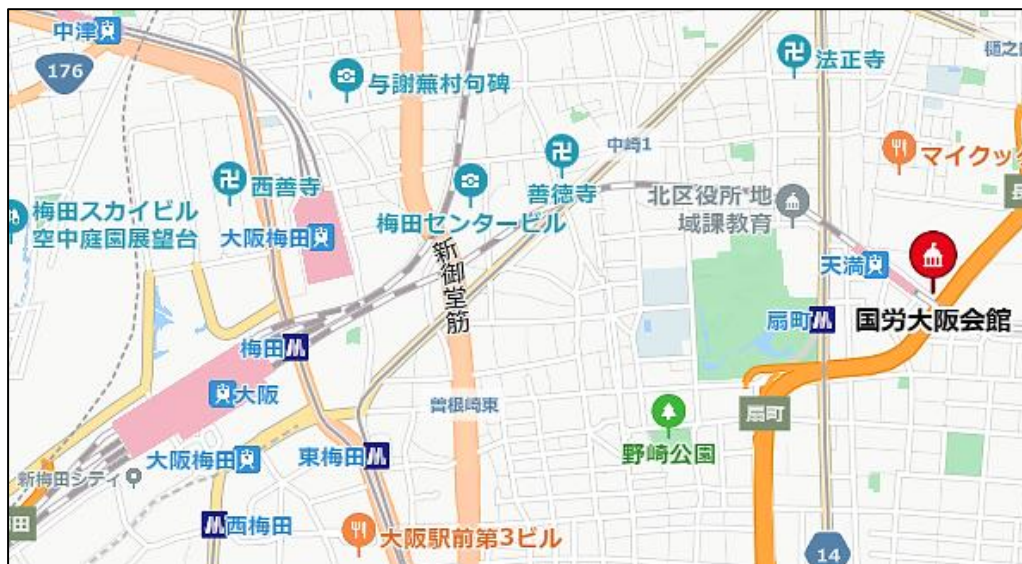 中津
176
与謝蕪村句碑
法正寺
樋之口
中崎1
マイクック
善徳寺
西善寺
北区役所 地
域課教育
長
梅田スカイビル
空中庭園展望台
大阪梅田
梅田センタービル
新御堂筋
天満
国労大阪会館
扇町
梅田
大阪
曽根崎東
扇町
野崎公園
大阪梅田
東梅田
新梅田シティ
西梅田
田
大阪駅前第3ビル
14